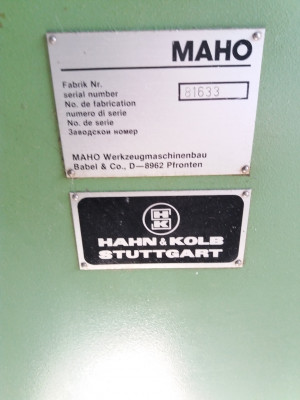 MAHO
Fabrik Nr.
serial number
No. de fabrication
numero di serie
No. de serie
Заводской номер
81633
MAHO Werkzeugmaschinenbau
Babel & Co., D—8962 Pfronten
HK
HAHN & KOLB
STUTTGART